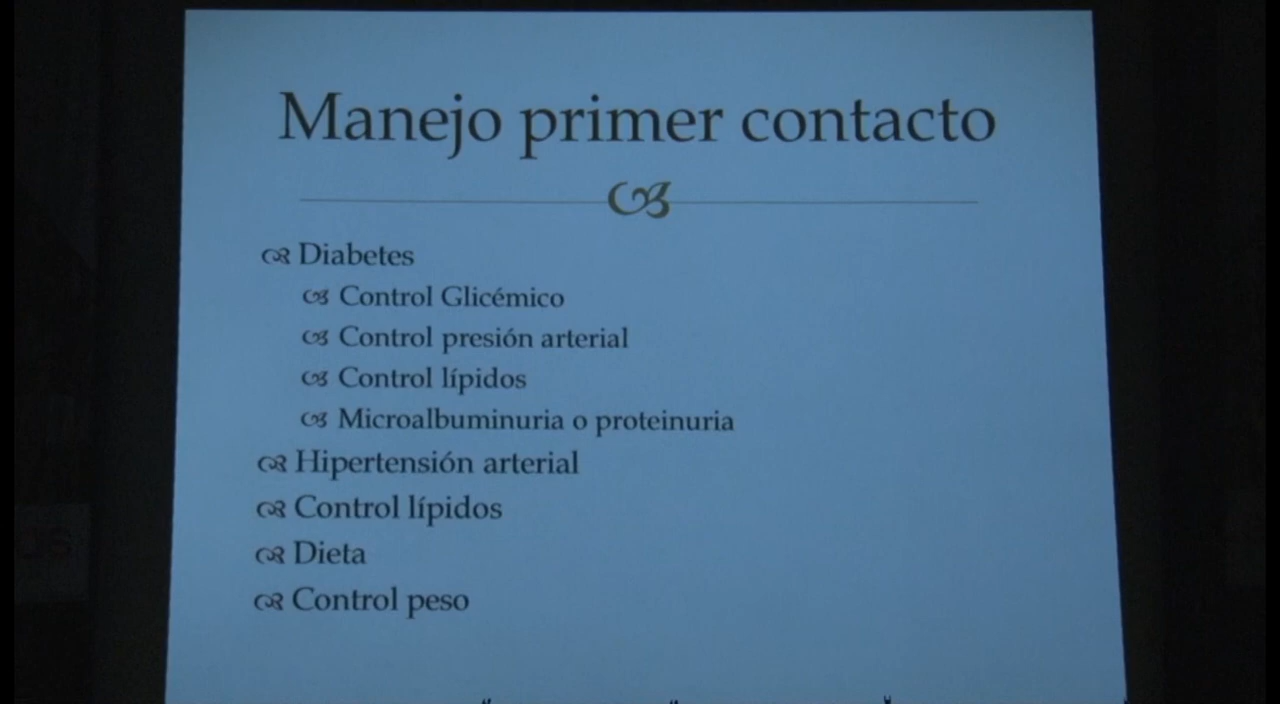 Manejo primer contacto
Diabetes
Control Glicémico
Control presión arterial
Control lípidos
Microalbuminuria o proteinuria
Hipertensión arterial
Control lípidos
Dieta
Control peso